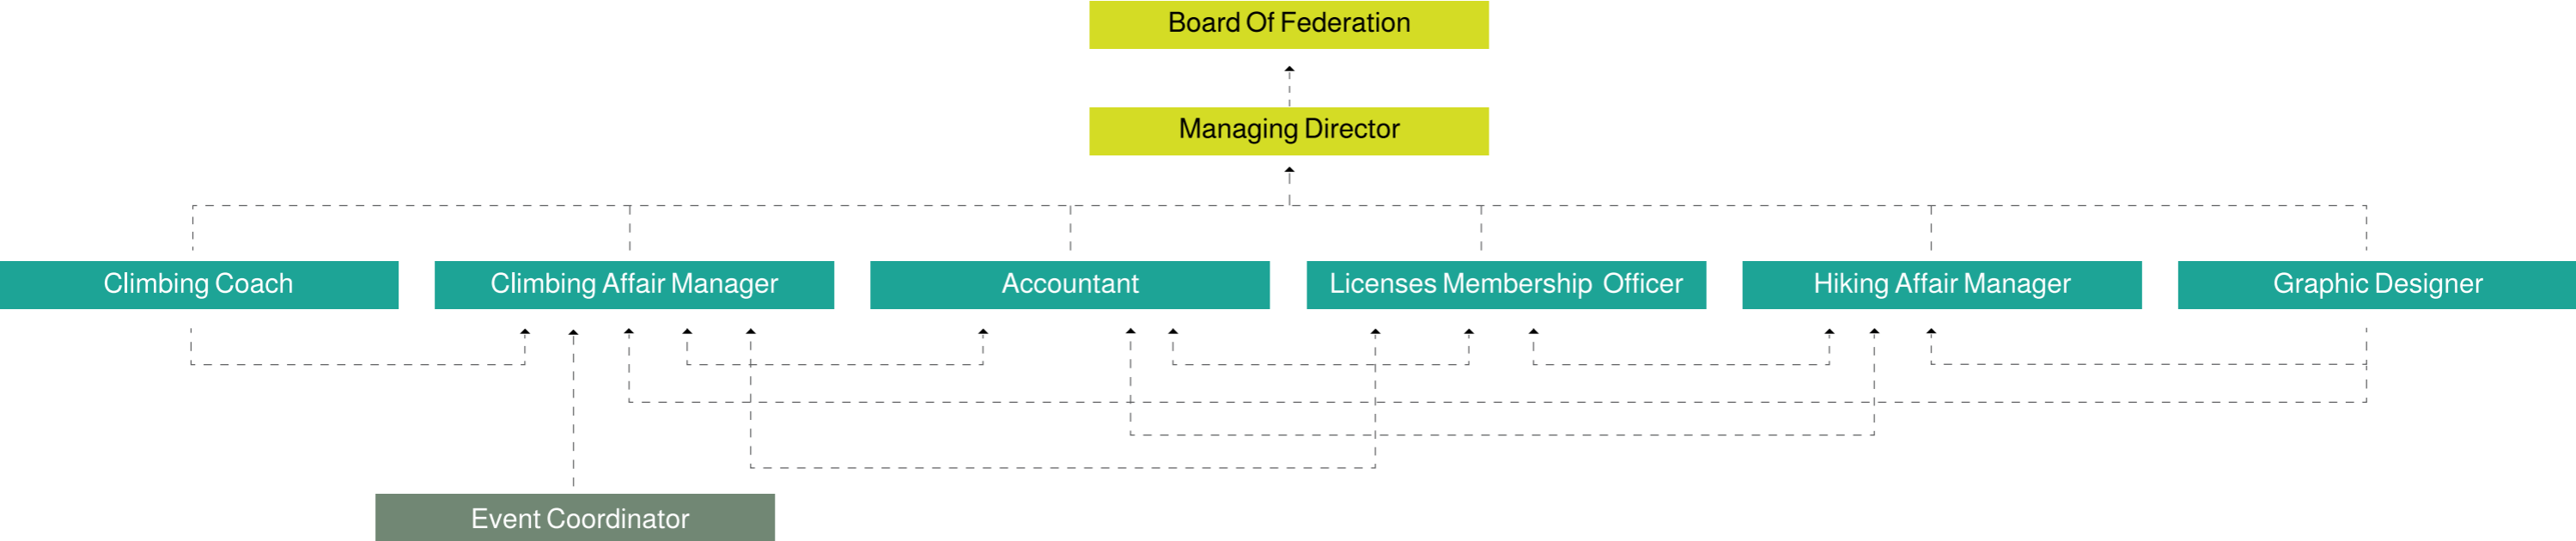 Board Of Federation
Managing Director
Climbing Coach
Climbing Affair Manager
Accountant
Licenses Membership Officer
Hiking Affair Manager
Graphic Designer
Event Coordinator